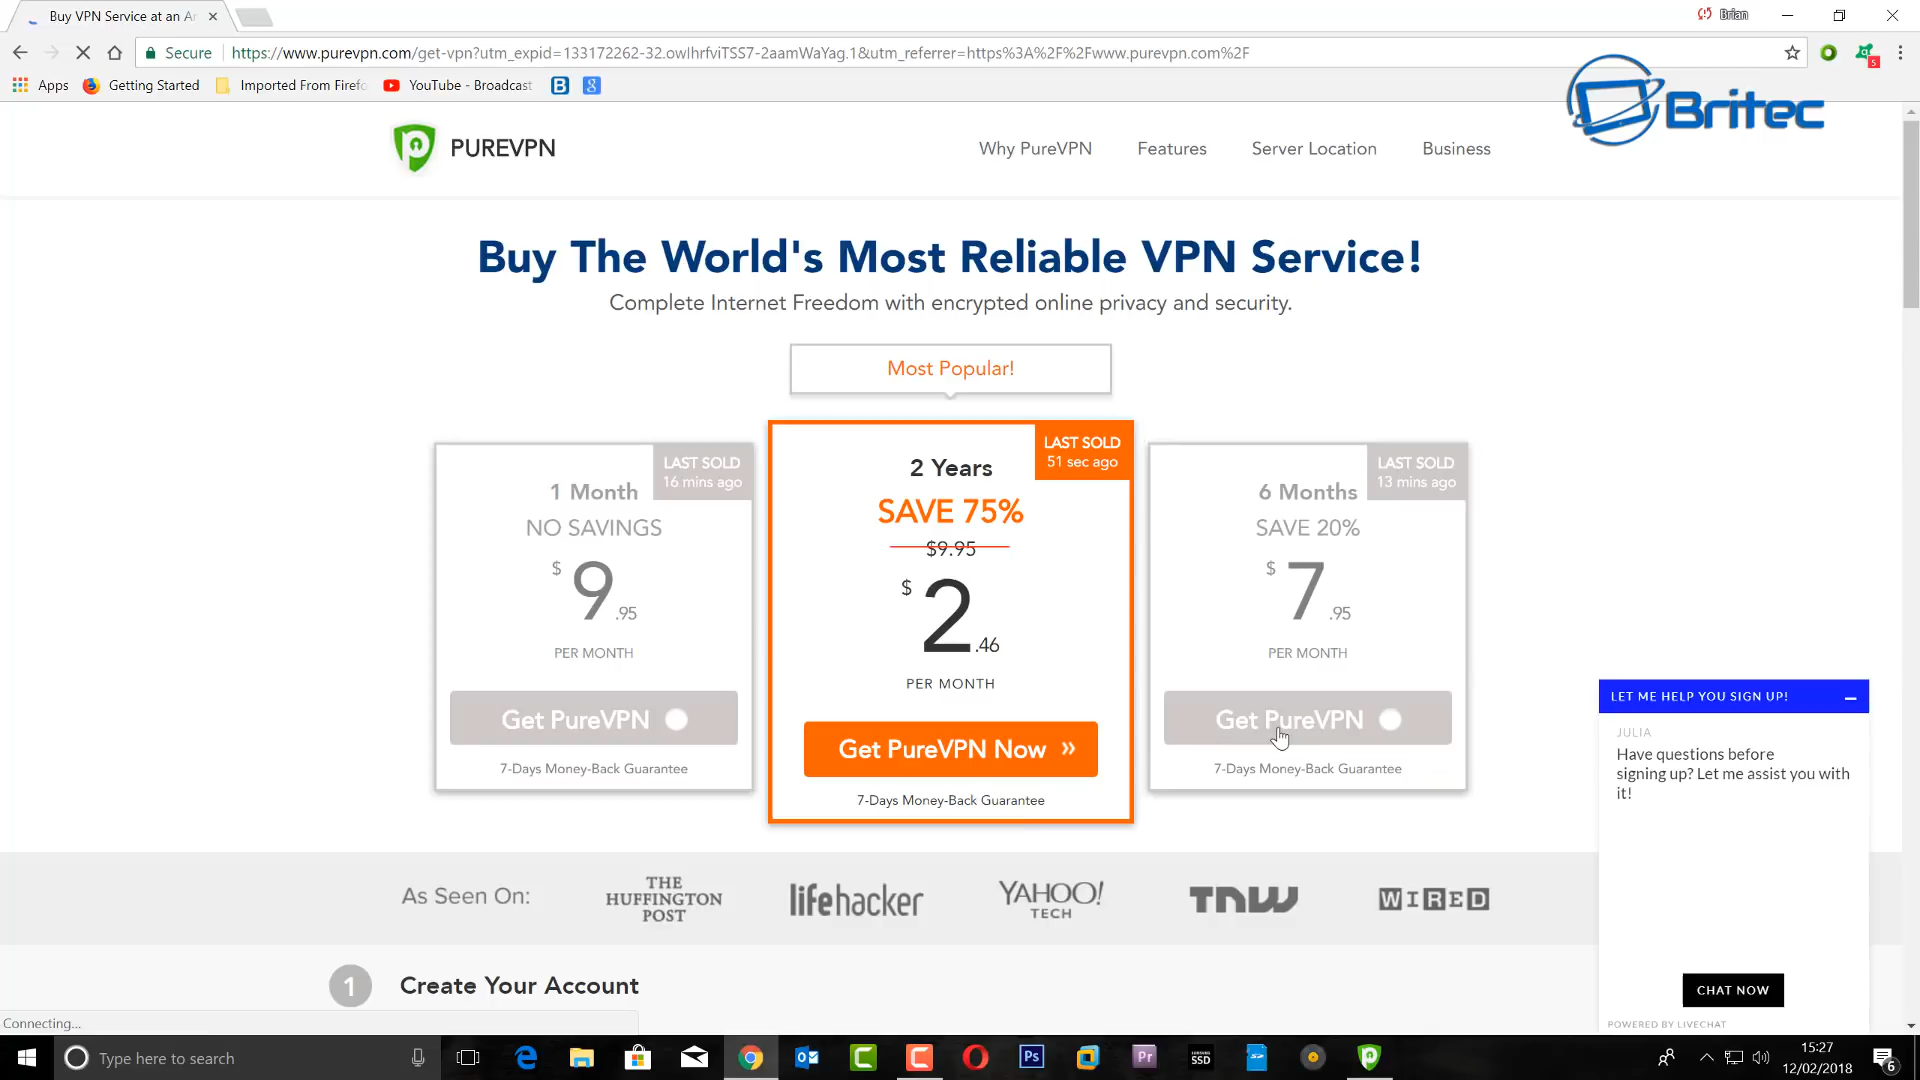 Buy VPN Service at an Ar
Brian
Secure
https://www.purevpn.com/get-vpn?utm_expid=133172262-32.owIhrfviTSS7-2aamWaYag.1&utm_referrer=https%3A%2F%2Fwww.purevpn.com%2F
5
Apps
Getting Started
Imported From Firefo
YouTube - Broadcast
B
g
Britec
PUREVPN
Why PureVPN
Features
Server Location
Business
Buy The World's Most Reliable VPN Service!
Complete Internet Freedom with encrypted online privacy and security.
Most Popular!
LAST SOLD
16 mins ago
1 Month
NO SAVINGS
$9.95
PER MONTH
Get PureVPN
7-Days Money-Back Guarantee
LAST SOLD
51 sec ago
2 Years
SAVE 75%
$9.95
$2.46
PER MONTH
Get PureVPN Now »
7-Days Money-Back Guarantee
LAST SOLD
13 mins ago
6 Months
SAVE 20%
$7.95
PER MONTH
Get PureVPN
7-Days Money-Back Guarantee
LET ME HELP YOU SIGN UP!
JULIA
Have questions before
signing up? Let me assist you with
it!
CHAT NOW
POWERED BY LIVECHAT
As Seen On:
THE
HUFFINGTON
POST
lifehacker
YAHOO!
TECH
TNW
WIRED
1
Create Your Account
Connecting...
Type here to search
Ps
Pr
SSD
15:27
12/02/2018
6